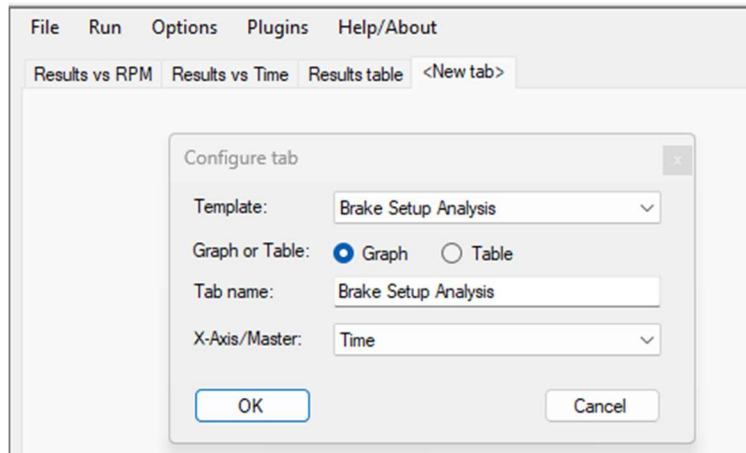 File Run Options Plugins Help/About
Results vs RPM Results vs Time Results table <New tab>
Configure tab x
Template: Brake Setup Analysis
Graph or Table: Graph Table
Tab name: Brake Setup Analysis
X-Axis/Master: Time
OK Cancel